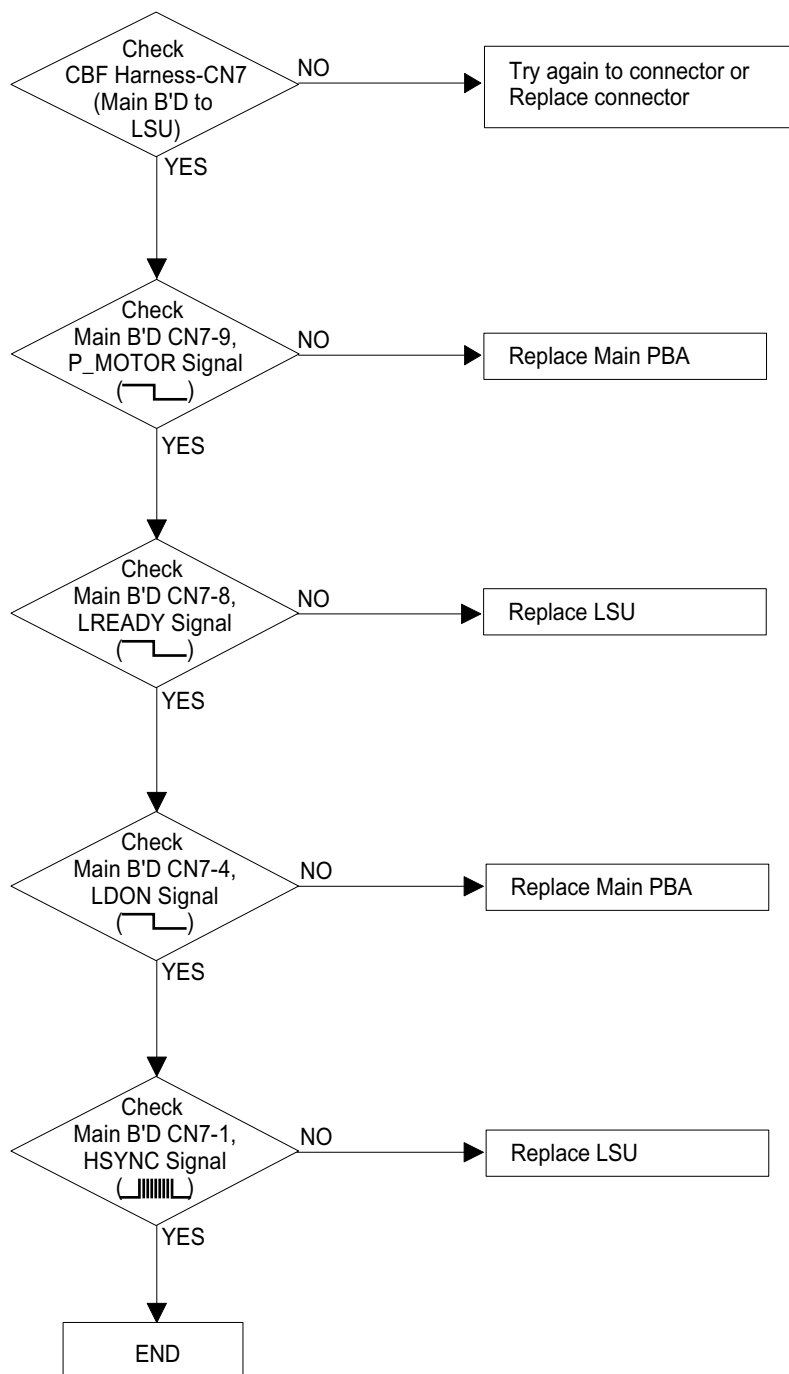 Check
CBF Harness-CN7
(Main B'D to
LSU)
NO
Try again to connector or
Replace connector
YES
Check
Main B'D CN7-9,
P_MOTOR Signal
( )
NO
Replace Main PBA
YES
Check
Main B'D CN7-8,
LREADY Signal
( )
NO
Replace LSU
YES
Check
Main B'D CN7-4,
LDON Signal
( )
NO
Replace Main PBA
YES
Check
Main B'D CN7-1,
HSYNC Signal
( )
NO
Replace LSU
YES
END